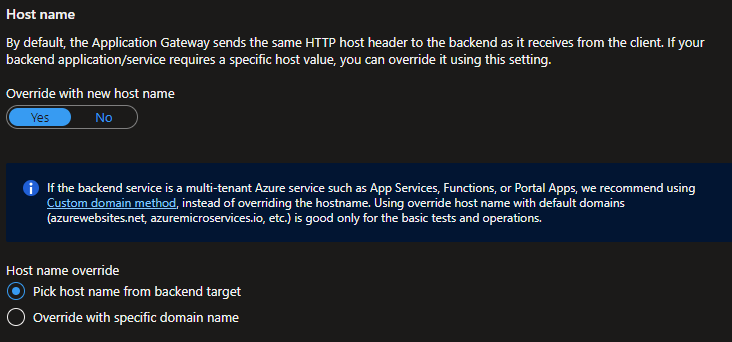 Host name
By default, the Application Gateway sends the same HTTP host header to the backend as it receives from the client. If your
backend application/service requires a specific host value, you can override it using this setting.
Override with new host name
Yes No
If the backend service is a multi-tenant Azure service such as App Services, Functions, or Portal Apps, we recommend using
Custom domain method, instead of overriding the hostname. Using override host name with default domains
(azurewebsites.net, azuremicroservices.io, etc.) is good only for the basic tests and operations.
Host name override
Pick host name from backend target
Override with specific domain name